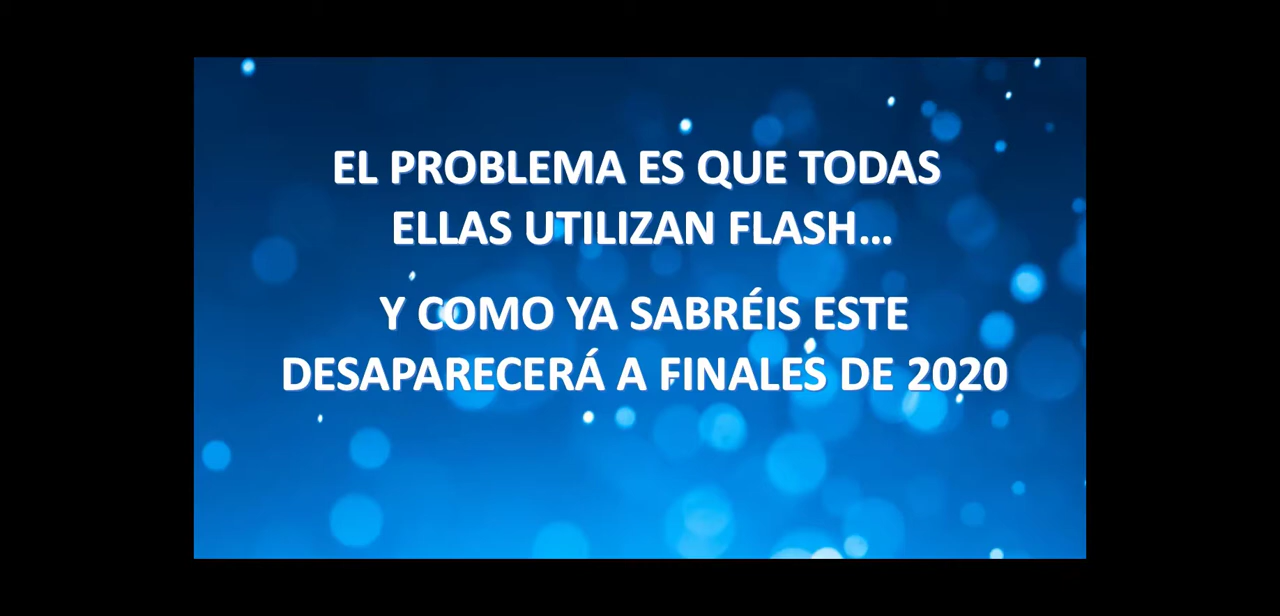 EL PROBLEMA ES QUE TODAS
ELLAS UTILIZAN FLASH...
Y COMO YA SABRÉIS ESTE
DESAPARECERÁ A FINALES DE 2020